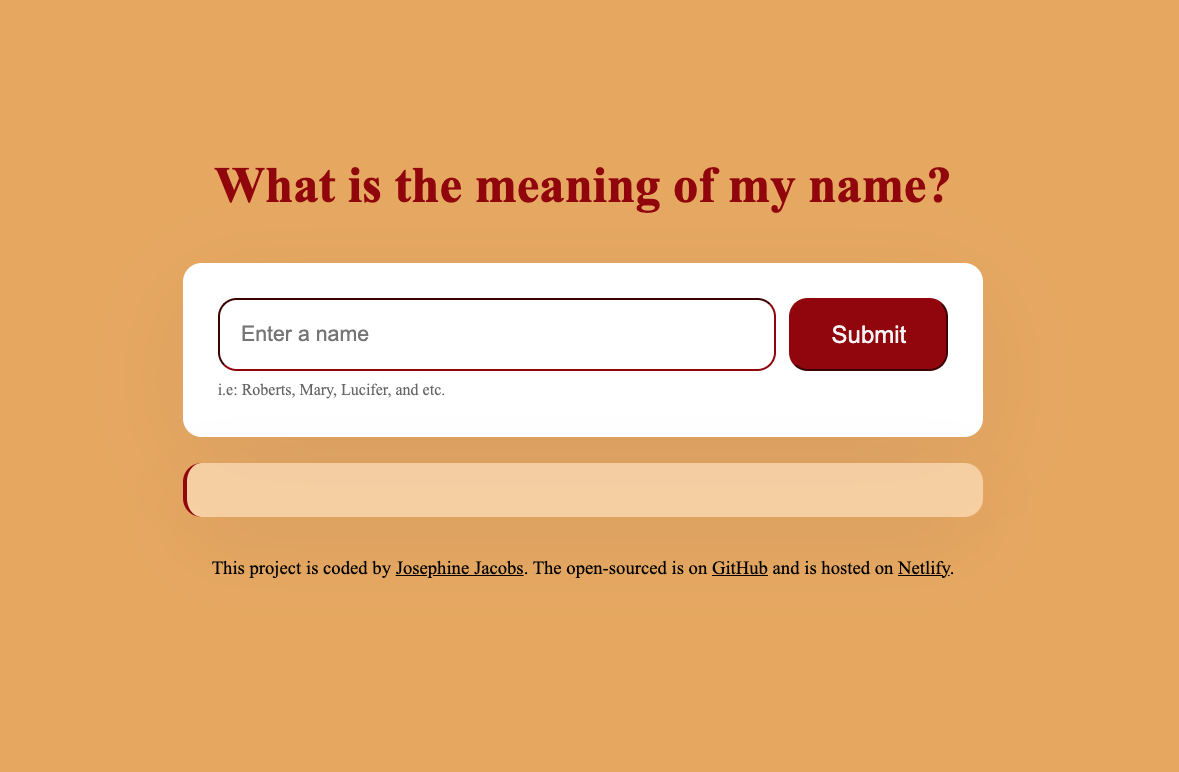 What is the meaning of my name?
Enter a name
Submit
i.e: Roberts, Mary, Lucifer, and etc.
This project is coded by Josephine Jacobs. The open-sourced is on GitHub and is hosted on Netlify.